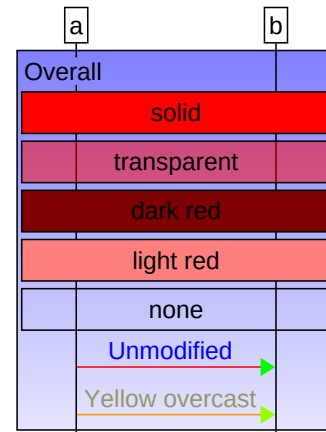 a
b
Overall
solid
transparent
dark red
light red
none
Unmodified
Yellow overcast